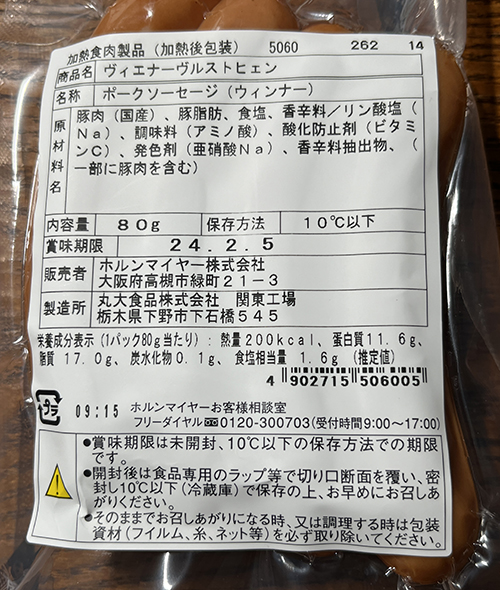 加熱食肉製品(加熱後包装) 5060 262 14
商品名 ヴィエナーヴルストヒェン
名称 ポークソーセージ(ウィンナー)
原材料名 豚肉(国産)、豚脂肪、食塩、香辛料/リン酸塩(
Na)、調味料(アミノ酸)、酸化防止剤(ビタミ
ンC)、発色剤(亜硝酸Na)、香辛料抽出物、(
一部に豚肉を含む)
内容量 80g 保存方法 10℃以下
賞味期限 24.2.5
販売者 ホルンマイヤー株式会社
大阪府高槻市緑町21-3
製造所 丸大食品株式会社 関東工場
栃木県下野市下石橋545
栄養成分表示(1パック80g当たり):熱量200kcal、蛋白質11.6g、
脂質17.0g、炭水化物0.1g、食塩相当量 1.6g(推定値)
4 902715 506005
プラ 09:15 ホルンマイヤーお客様相談室
フリーダイヤル 0120-300703(受付時間9:00~17:00)
●賞味期限は未開封、10℃以下の保存方法での期限
です。
●開封後は食品専用のラップ等で切り口断面を覆い、密
封し10℃以下(冷蔵庫)で保存の上、お早めにお召しあ
がりください。
●そのままでお召しあがりになる時、又は調理する時は包装
資材(フイルム、糸、ネット等)を必ず取り除いてください。